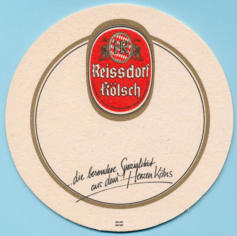 Reissdorf
Kölsch
...die besondere Spezialität
aus dem Herzen Kölns